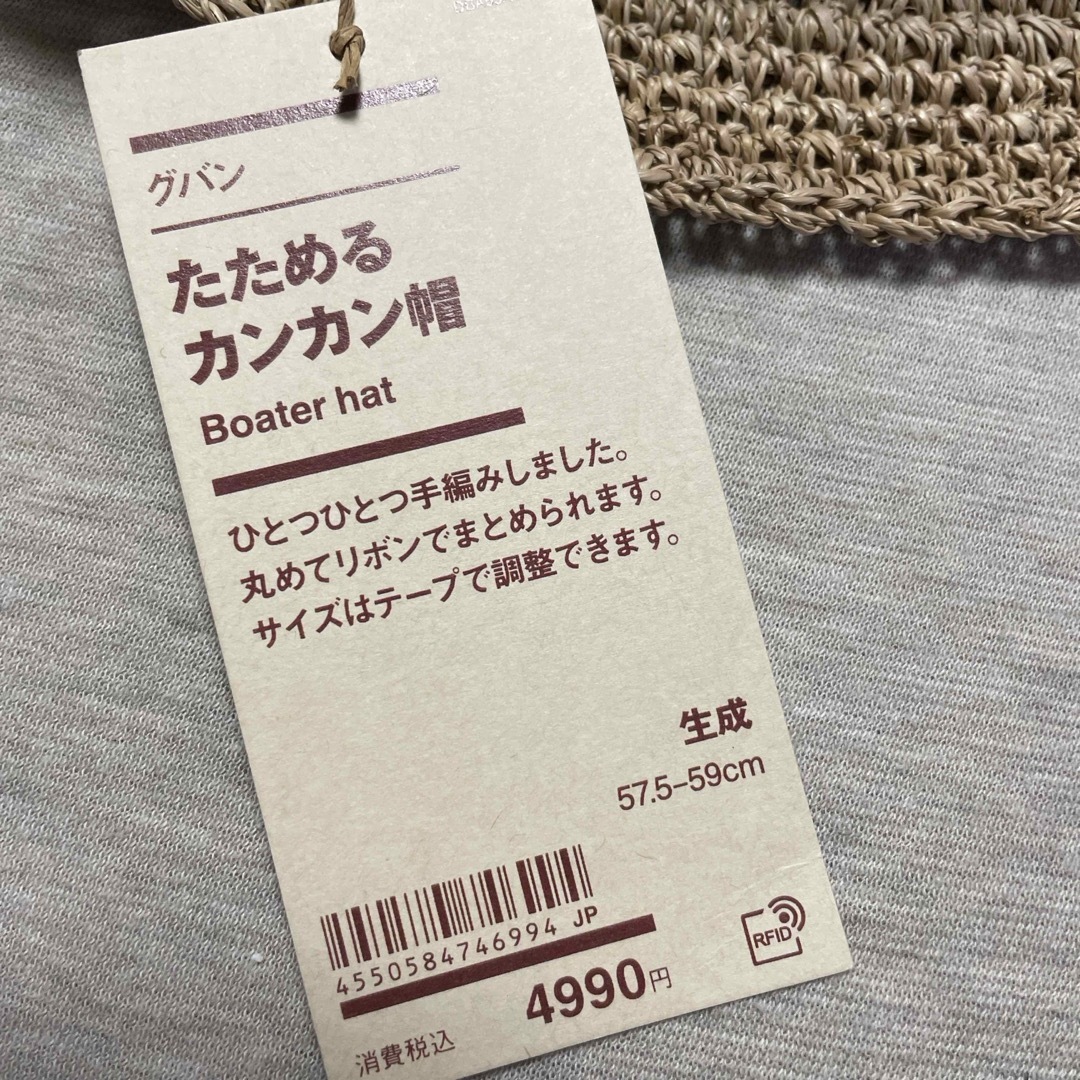 グバン
たためる
カンカン帽
Boater hat
ひとつひとつ手編みしました。
丸めてリボンでまとめられます。
サイズはテープで調整できます。
生成
57.5-59cm
4550584746994 JP
RFID
4990円
消費税込